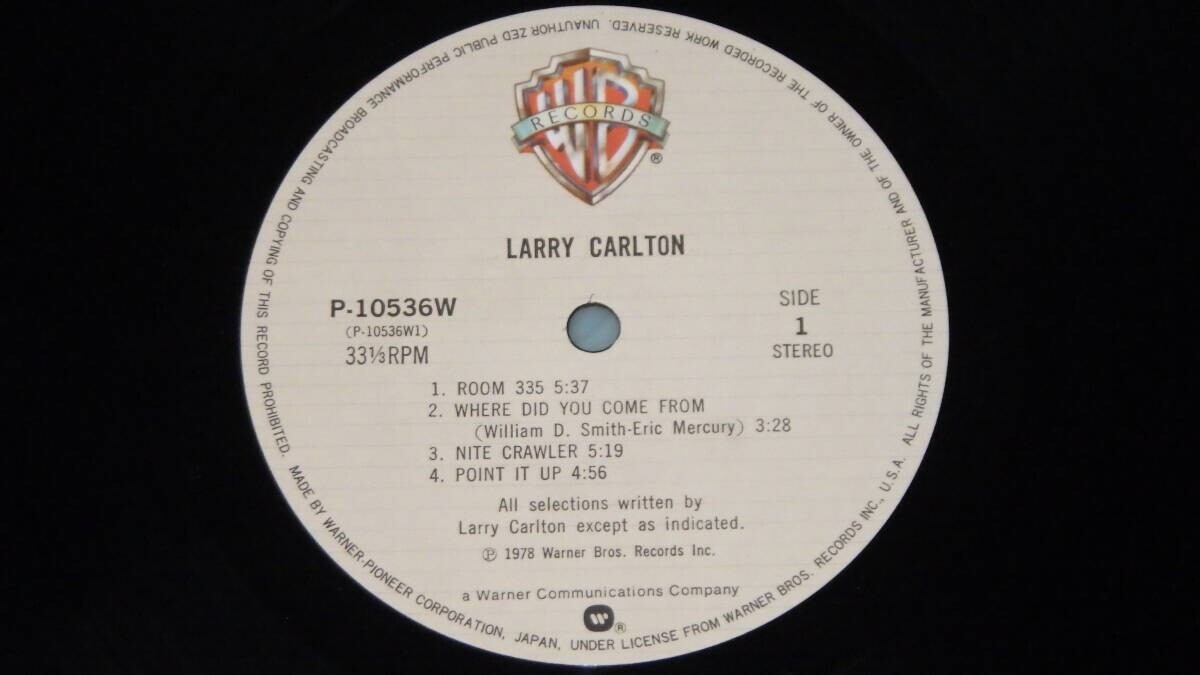 WB
RECORDS
®
LARRY CARLTON
P-10536W
(P-10536W1)
33⅓RPM
SIDE
1
STEREO
1. ROOM 335 5:37
2. WHERE DID YOU COME FROM
(William D. Smith-Eric Mercury) 3:28
3. NITE CRAWLER 5:19
4. POINT IT UP 4:56
All selections written by
Larry Carlton except as indicated.
℗ 1978 Warner Bros. Records Inc.
a Warner Communications Company
®
MADE BY WARNER-PIONEER CORPORATION, JAPAN, UNDER LICENSE FROM WARNER BROS. RECORDS INC., U.S.A. ALL RIGHTS OF THE MANUFACTURER AND OF THE OWNER OF THE RECORDED WORK RESERVED. UNAUTHORIZED PUBLIC PERFORMANCE BROADCASTING AND COPYING OF THIS RECORD PROHIBITED.